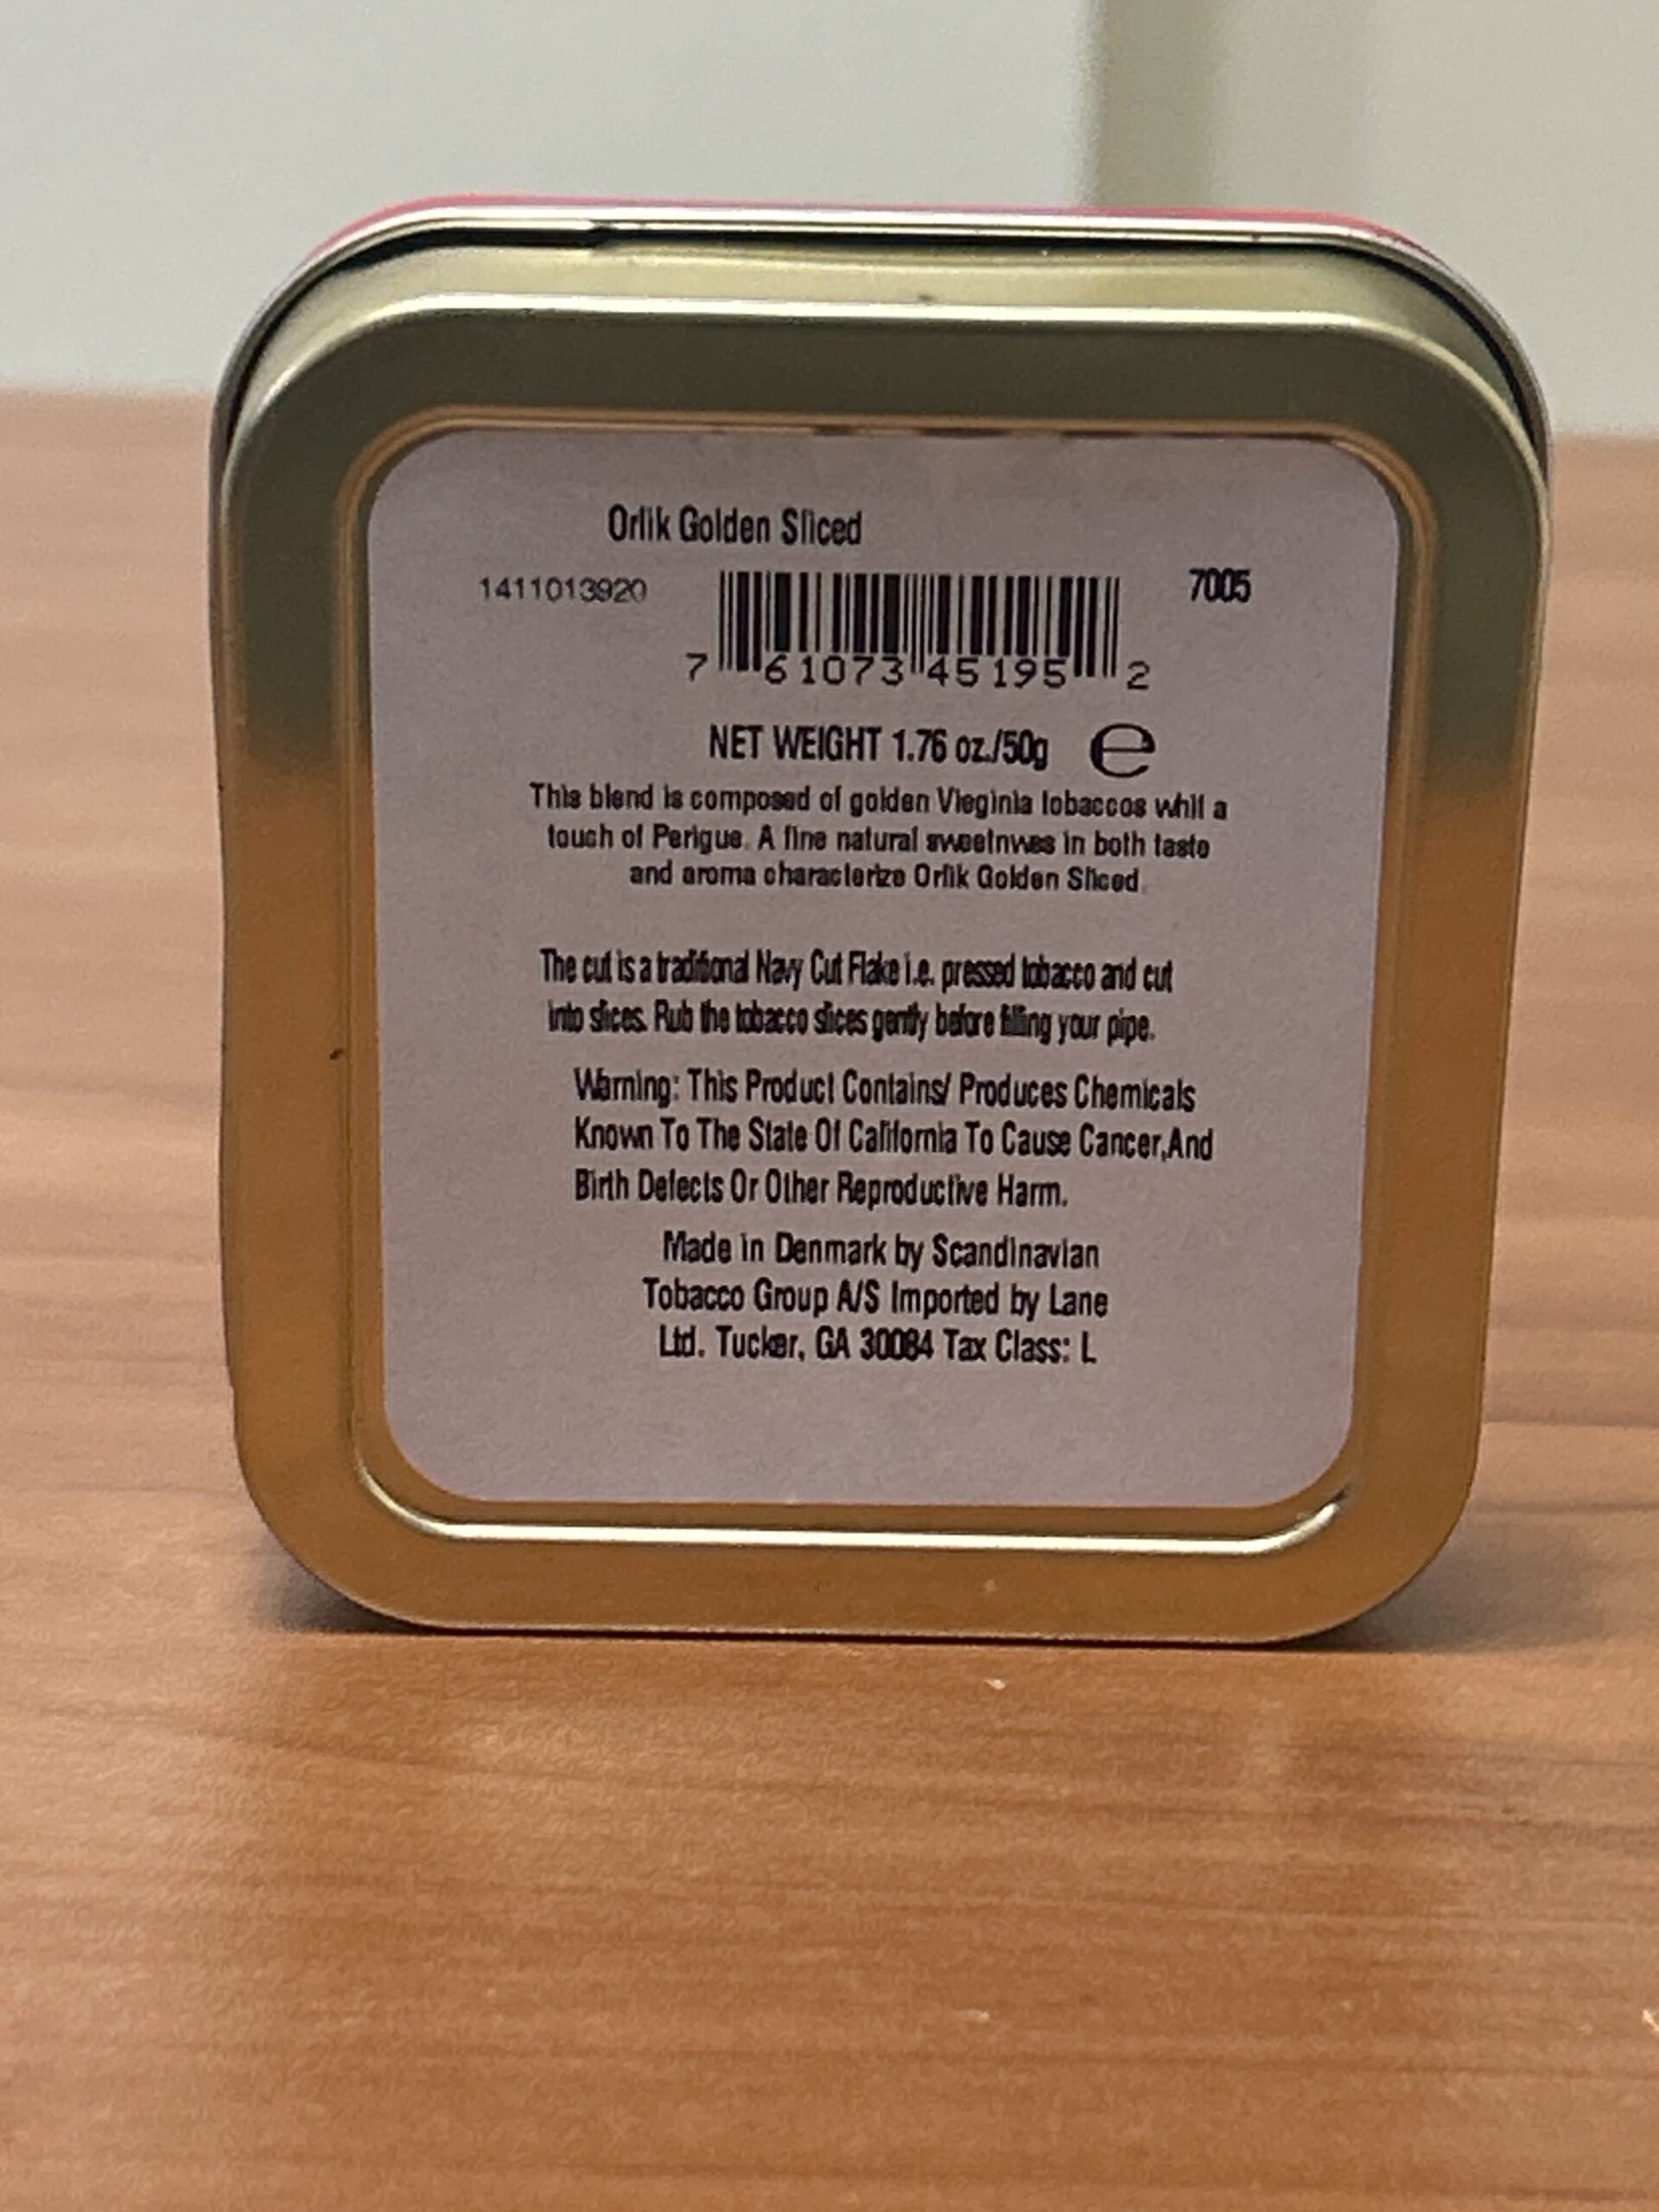 Orlik Golden Sliced
1411013920
7005
7 61073 45195 2
NET WEIGHT 1.76 oz./50g e
This blend is composed of golden Vieginia tobaccos whit a
touch of Perigue. A fine natural sweetnwes in both taste
and aroma characterize Orlik Golden Sliced.
The cut is a traditional Navy Cut Flake i.e. pressed tobacco and cut
into slices. Rub the tobacco slices gently before filling your pipe.
Warning: This Product Contains/ Produces Chemicals
Known To The State Of California To Cause Cancer,And
Birth Defects Or Other Reproductive Harm.
Made in Denmark by Scandinavian
Tobacco Group A/S Imported by Lane
Ltd. Tucker, GA 30084 Tax Class: L